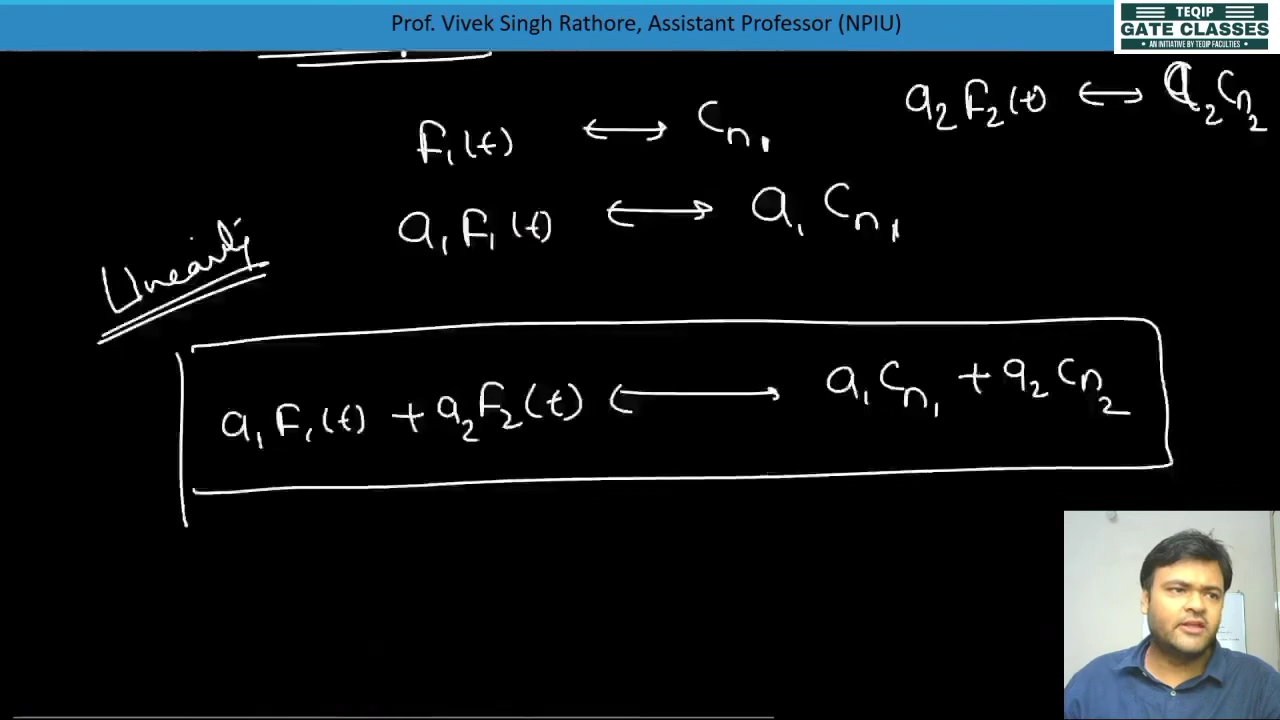 Prof. Vivek Singh Rathore, Assistant Professor (NPIU)
TEQIP
GATE CLASSES
AN INITIATIVE BY TEQIP FACULTIES
a₂ F₂(t) ↔ a₂ Cn₂
F₁(t) ↔ Cn₁
a₁ F₁(t) ↔ a₁ Cn₁
Linearity
a₁ F₁(t) + a₂ F₂(t) ↔ a₁ Cn₁ + a₂ Cn₂